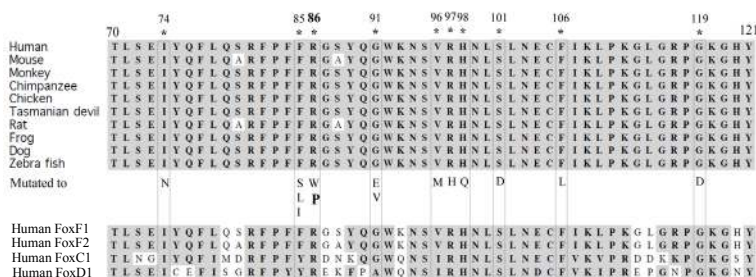 74 85 86 91 96 97 98 101 106 119
70 * * * * * * * * * * 121
Human T L S E I Y Q F L Q S R F P F F R G S Y Q G W K N S V R H N L S L N E C F I K L P K G L G R P G K G H Y
Mouse T L S E I Y Q F L Q A R F P F F R G A Y Q G W K N S V R H N L S L N E C F I K L P K G L G R P G K G H Y
Monkey T L S E I Y Q F L Q S R F P F F R G S Y Q G W K N S V R H N L S L N E C F I K L P K G L G R P G K G H Y
Chimpanzee T L S E I Y Q F L Q S R F P F F R G S Y Q G W K N S V R H N L S L N E C F I K L P K G L G R P G K G H Y
Chicken T L S E I Y Q F L Q S R F P F F R G S Y Q G W K N S V R H N L S L N E C F I K L P K G L G R P G K G H Y
Tasmanian devil T L S E I Y Q F L Q S R F P F F R G S Y Q G W K N S V R H N L S L N E C F I K L P K G L G R P G K G H Y
Rat T L S E I Y Q F L Q A R F P F F R G A Y Q G W K N S V R H N L S L N E C F I K L P K G L G R P G K G H Y
Frog T L S E I Y Q F L Q S R F P F F R G S Y Q G W K N S V R H N L S L N E C F I K L P K G L G R P G K G H Y
Dog T L S E I Y Q F L Q S R F P F F R G S Y Q G W K N S V R H N L S L N E C F I K L P K G L G R P G K G H Y
Zebra fish T L S E I Y Q F L Q S R F P F F R G S Y Q G W K N S V R H N L S L N E C F I K L P K G L G R P G K G H Y
Mutated to N S W E M H Q D L D
L P V
I
Human FoxF1 T L S E I Y Q F L Q S R F P F F R G S Y Q G W K N S V R H N L S L N E C F I K L P K G L G R P G K G H Y
Human FoxF2 T L S E I Y Q F L Q A R F P F F R G A Y Q G W K N S V R H N L S L N E C F I K L P K G L G R P G K G H Y
Human FoxC1 T L N G I Y Q F I M D R F P F Y R D N K Q G W Q N S I R H N L S L N E C F V K V P R D D K K P G K G S Y
Human FoxD1 T L S E I C E F I S G R F P Y Y R E K F P A W Q N S I R H N L S L N D C F V K I P R E P G N P G K G N Y